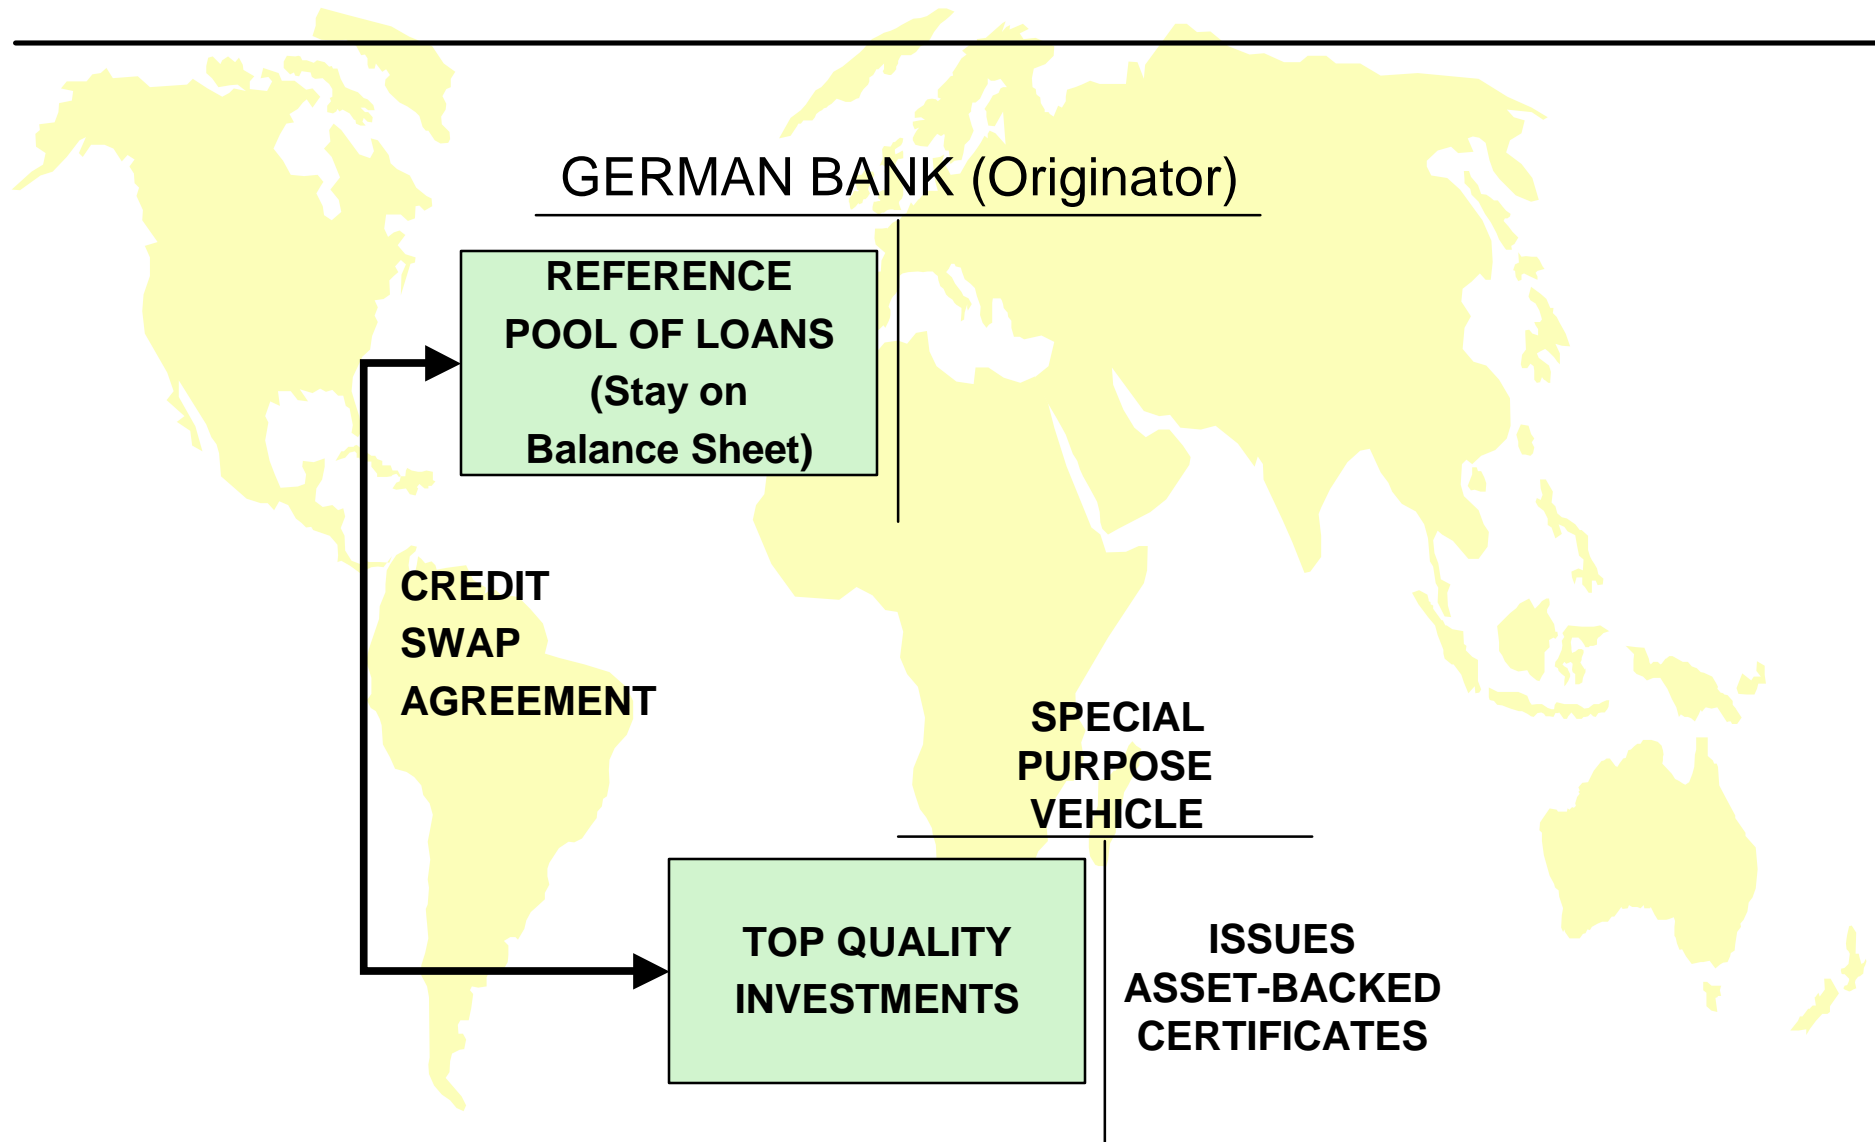 GERMAN BANK (Originator)
REFERENCE
POOL OF LOANS
(Stay on
Balance Sheet)
CREDIT
SWAP
AGREEMENT
SPECIAL
PURPOSE
VEHICLE
TOP QUALITY
INVESTMENTS
ISSUES
ASSET-BACKED
CERTIFICATES